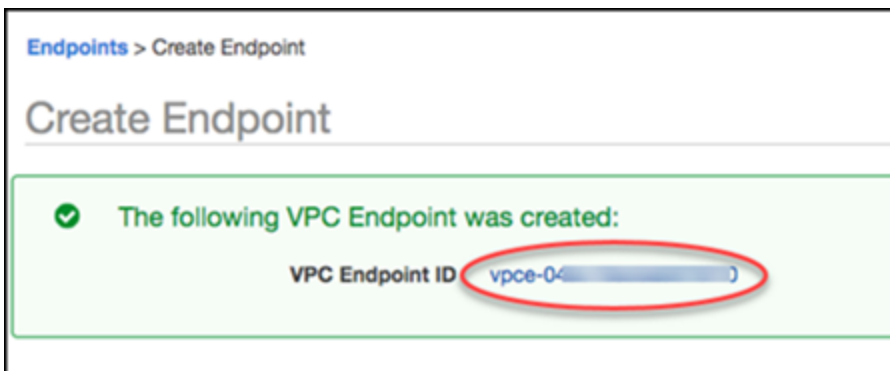 Endpoints > Create Endpoint
Create Endpoint
The following VPC Endpoint was created:
VPC Endpoint ID